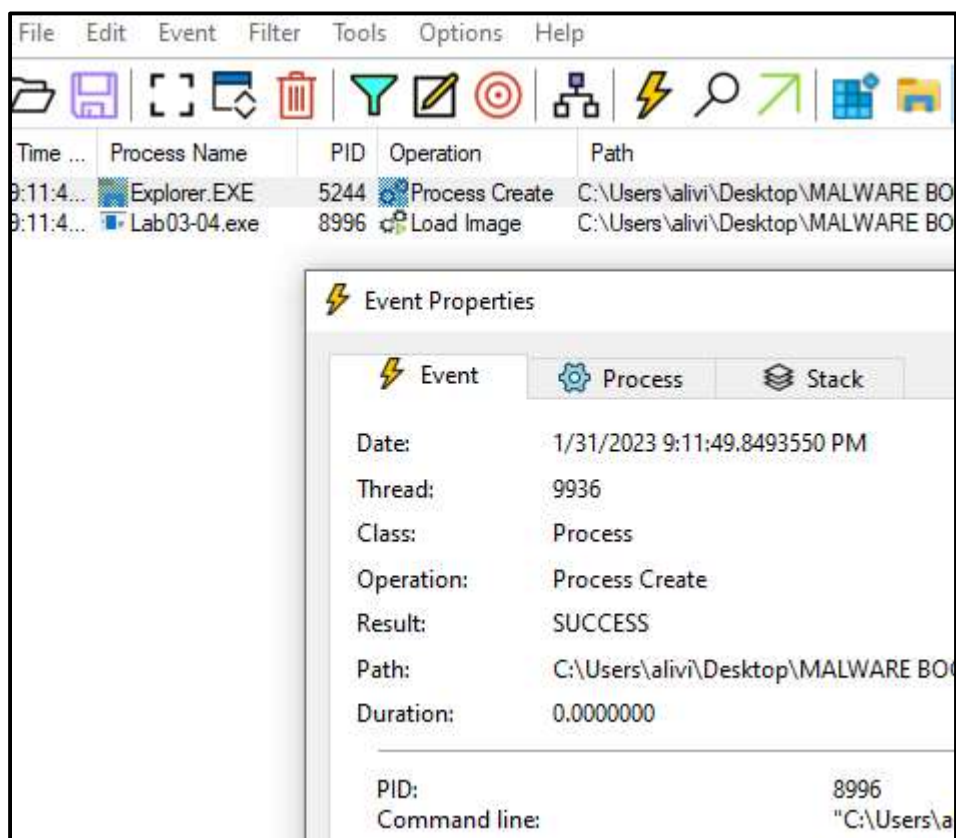 File Edit Event Filter Tools Options Help
Time ... Process Name PID Operation Path
9:11:4... Explorer.EXE 5244 Process Create C:\Users\alivi\Desktop\MALWARE BO
9:11:4... Lab03-04.exe 8996 Load Image C:\Users\alivi\Desktop\MALWARE BO
Event Properties
Event Process Stack
Date: 1/31/2023 9:11:49.8493550 PM
Thread: 9936
Class: Process
Operation: Process Create
Result: SUCCESS
Path: C:\Users\alivi\Desktop\MALWARE BO
Duration: 0.0000000
PID: 8996
Command line: "C:\Users\a